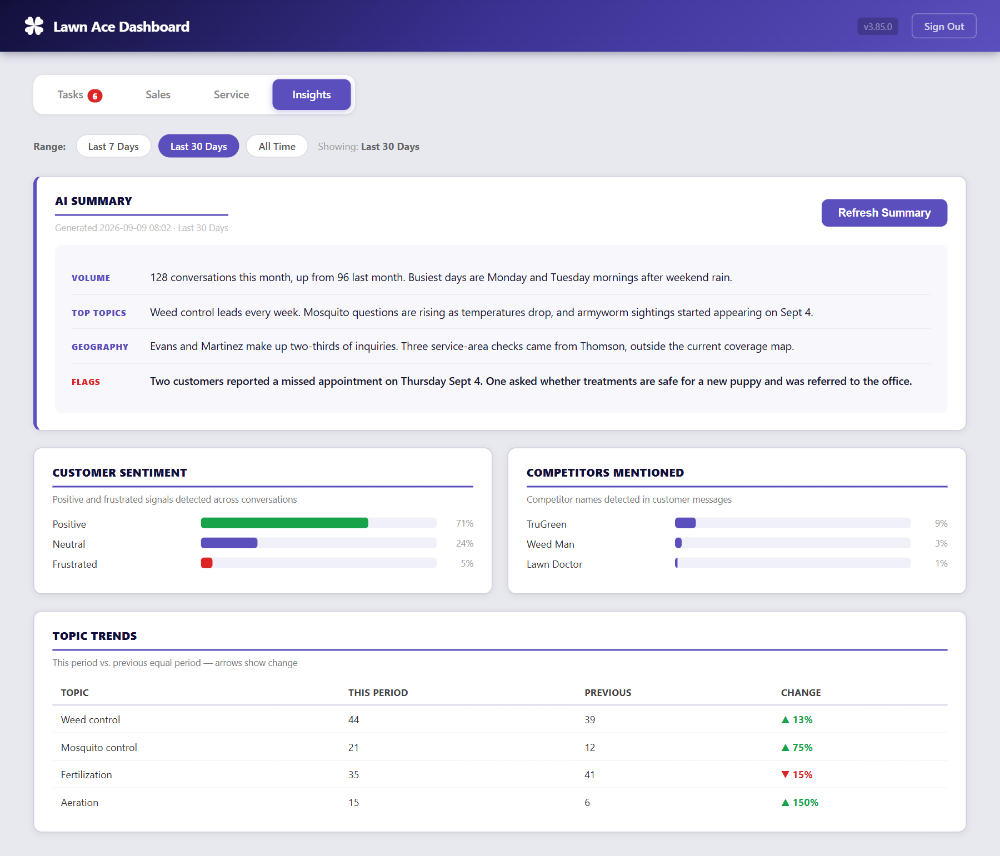 Lawn Ace Dashboard
v3.85.0
Sign Out
Tasks 6
Sales
Service
Insights
Range:
Last 7 Days
Last 30 Days
All Time
Showing: Last 30 Days
AI SUMMARY
Generated 2026-09-09 08:02 · Last 30 Days
Refresh Summary
VOLUME 128 conversations this month, up from 96 last month. Busiest days are Monday and Tuesday mornings after weekend rain.
TOP TOPICS Weed control leads every week. Mosquito questions are rising as temperatures drop, and armyworm sightings started appearing on Sept 4.
GEOGRAPHY Evans and Martinez make up two-thirds of inquiries. Three service-area checks came from Thomson, outside the current coverage map.
FLAGS Two customers reported a missed appointment on Thursday Sept 4. One asked whether treatments are safe for a new puppy and was referred to the office.
CUSTOMER SENTIMENT
Positive and frustrated signals detected across conversations
Positive 71%
Neutral 24%
Frustrated 5%
COMPETITORS MENTIONED
Competitor names detected in customer messages
TruGreen 9%
Weed Man 3%
Lawn Doctor 1%
TOPIC TRENDS
This period vs. previous equal period — arrows show change
TOPIC THIS PERIOD PREVIOUS CHANGE
Weed control 44 39 ▲ 13%
Mosquito control 21 12 ▲ 75%
Fertilization 35 41 ▼ 15%
Aeration 15 6 ▲ 150%